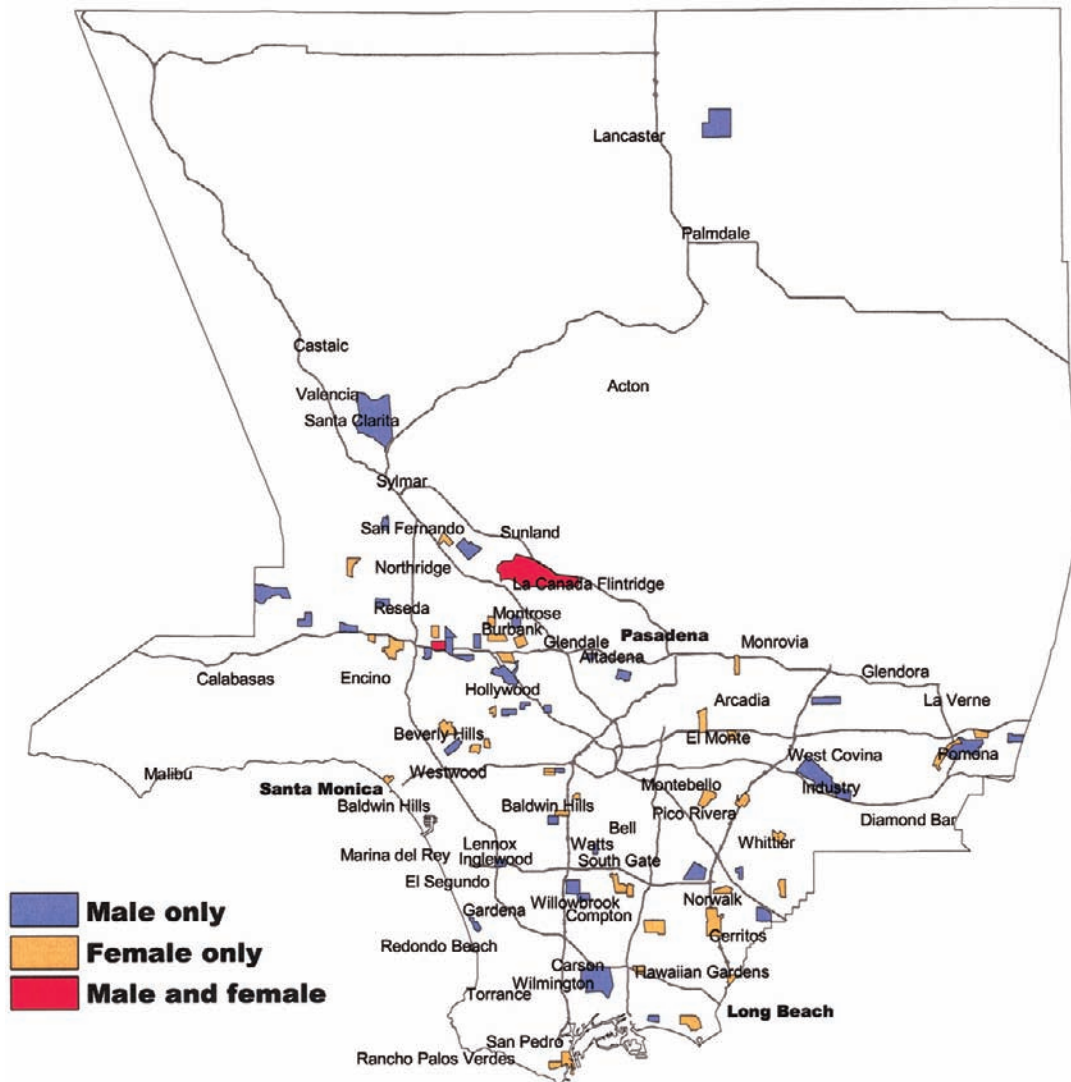 Lancaster
Palmdale
Castaic
Acton
Valencia
Santa Clarita
Sylmar
San Fernando
Sunland
Northridge
La Canada Flintridge
Reseda
Montrose
Burbank
Glendale
Pasadena
Monrovia
Altadena
Glendora
Calabasas
Encino
Hollywood
Arcadia
La Verne
Beverly Hills
El Monte
West Covina
Pomona
Malibu
Westwood
Santa Monica
Montebello
Industry
Baldwin Hills
Baldwin Hills
Pico Rivera
Diamond Bar
Bell
Marina del Rey
Lennox
Watts
Whittier
Inglewood
South Gate
El Segundo
Willowbrook
Norwalk
Gardena
Compton
Redondo Beach
Cerritos
Carson
Hawaiian Gardens
Wilmington
Torrance
Long Beach
San Pedro
Rancho Palos Verdes
Male only
Female only
Male and female